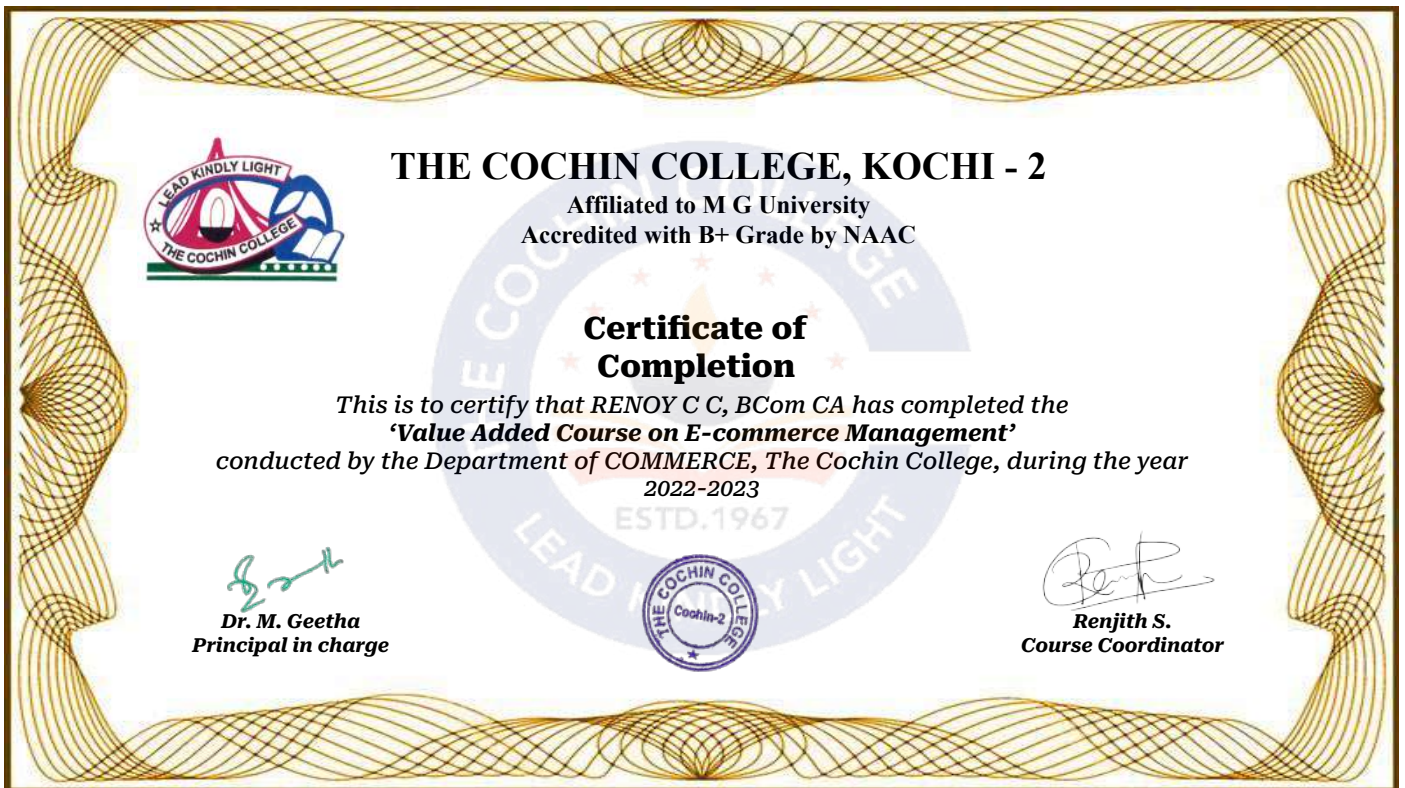 LEAD KINDLY LIGHT
THE COCHIN COLLEGE
THE COCHIN COLLEGE, KOCHI - 2
Affiliated to M G University
Accredited with B+ Grade by NAAC
THE COCHIN COLLEGE
Certificate of
Completion
This is to certify that RENOY C C, BCom CA has completed the
‘Value Added Course on E-commerce Management’
conducted by the Department of COMMERCE, The Cochin College, during the year
2022-2023
ESTD.1967
LEAD KINDLY LIGHT
Dr. M. Geetha
Principal in charge
THE COCHIN COLLEGE
Cochin-2
Renjith S.
Course Coordinator